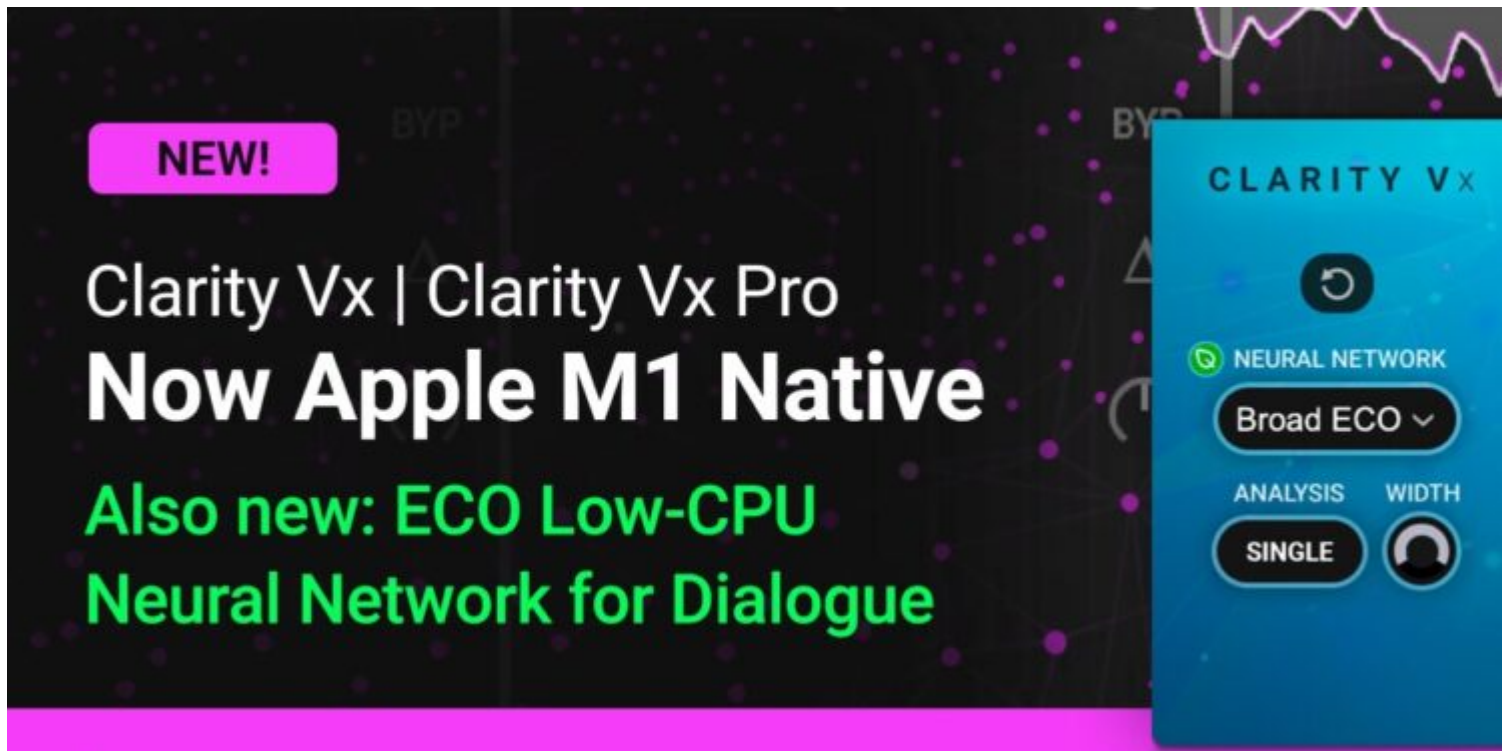 NEW!
Clarity Vx | Clarity Vx Pro
Now Apple M1 Native
Also new: ECO Low-CPU
Neural Network for Dialogue
BYP
BYP
CLARITY Vx
NEURAL NETWORK
Broad ECO
ANALYSIS WIDTH
SINGLE